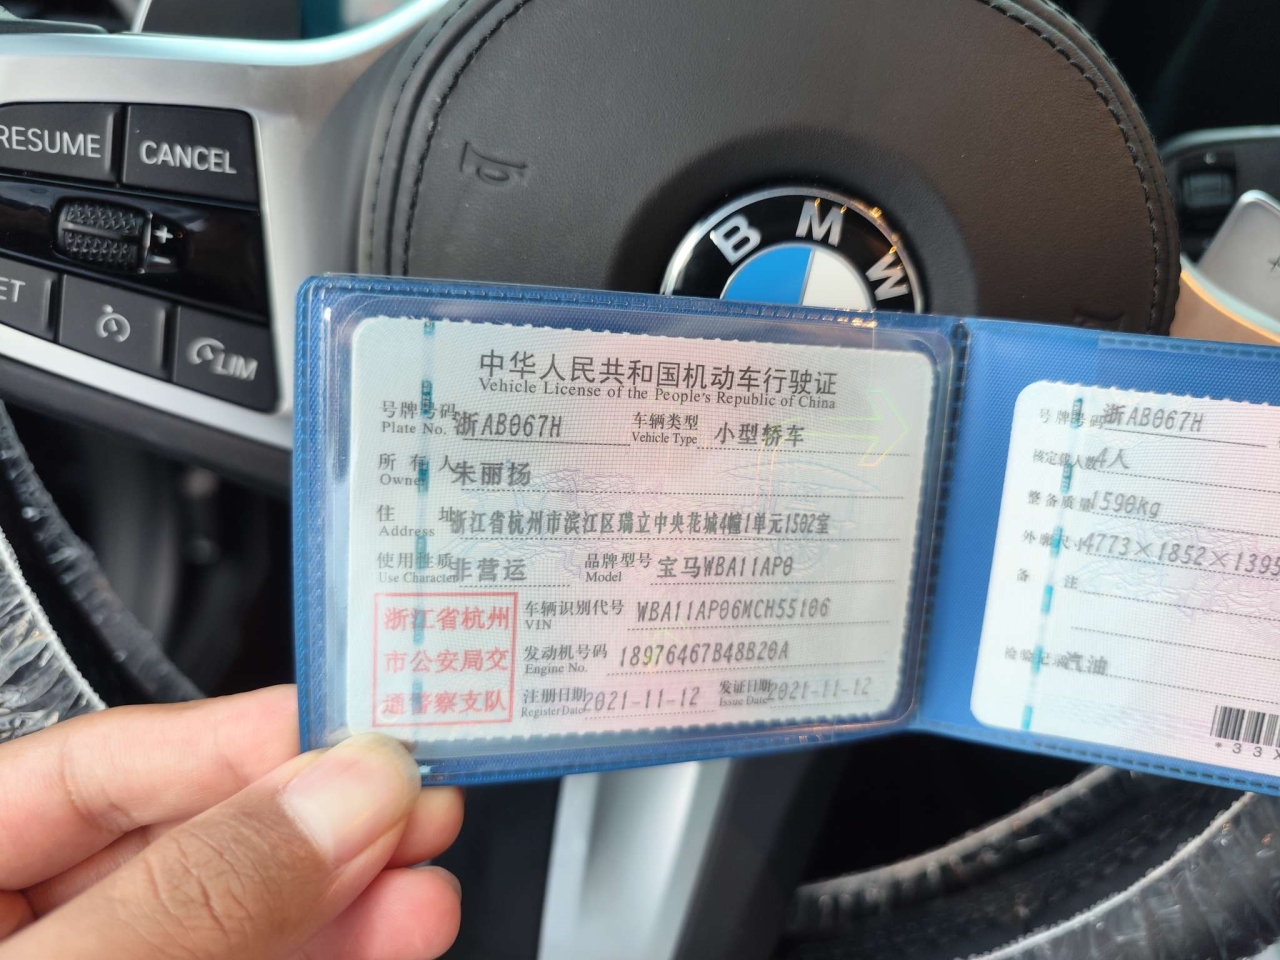 RESUME
CANCEL
+
−
ET
LIM
BMW
中华人民共和国机动车行驶证
Vehicle License of the People's Republic of China
号牌号码 浙AB067H 车辆类型 小型轿车
Plate No. Vehicle Type
所有人 朱丽扬
Owner
住址 浙江省杭州市滨江区瑞立中央花城4幢1单元1502室
Address
使用性质 非营运 品牌型号 宝马WBA11AP0
Use Character Model
浙江省杭州
市公安局交
通警察支队
车辆识别代号 WBA11AP06MCH55106
VIN
发动机号码 18976467B48B20A
Engine No.
注册日期 2021-11-12 发证日期 2021-11-12
Register Date Issue Date
号牌号码 浙AB067H
核定载人数 4人
整备质量 1590kg
外廓尺寸 4773×1852×1395
备注
检验记录 汽油
*33X